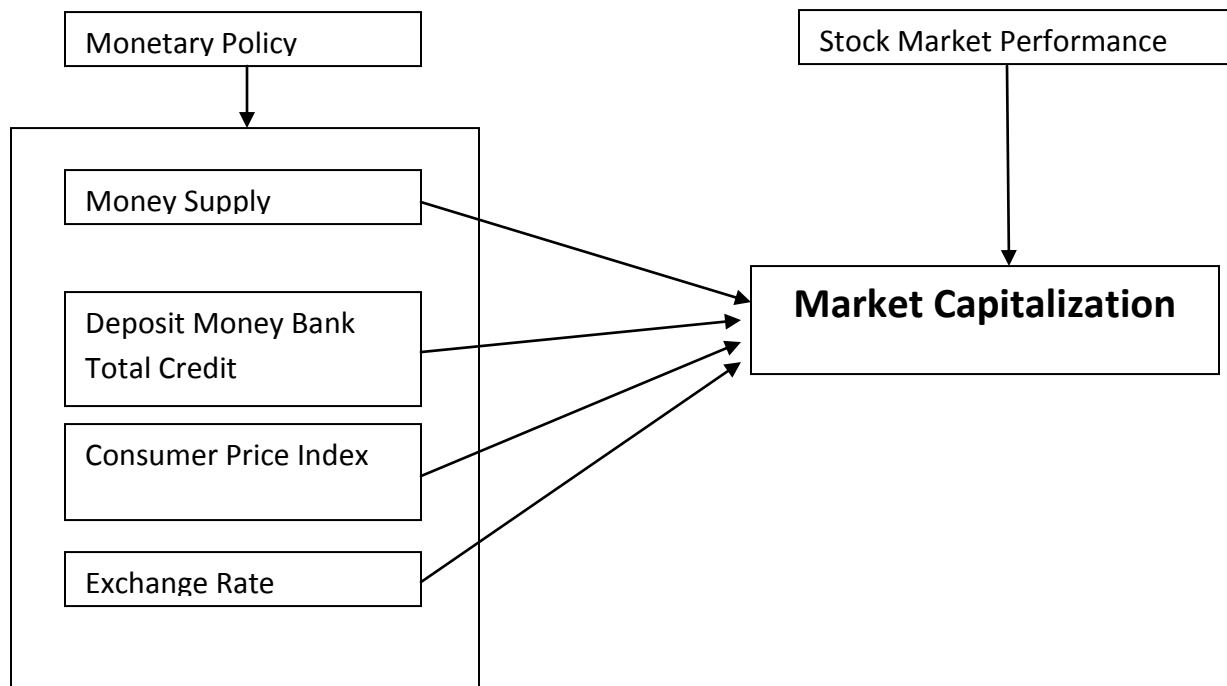 Monetary Policy
Stock Market Performance
Money Supply
Market Capitalization
Deposit Money Bank
Total Credit
Consumer Price Index
Exchange Rate